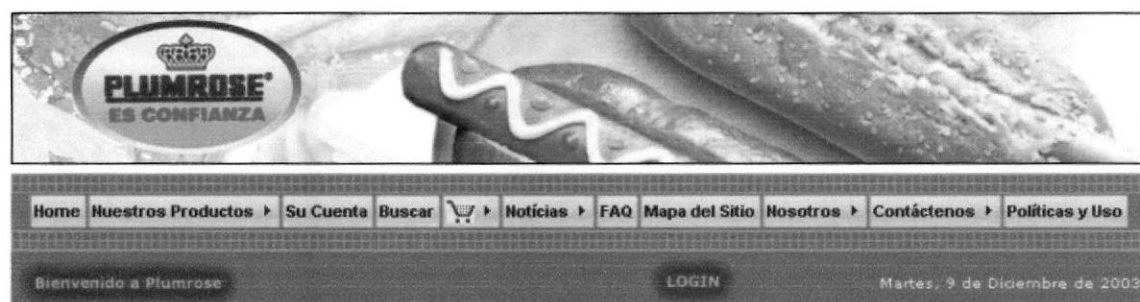 PLUMROSE®
ES CONFIANZA
Home Nuestros Productos Su Cuenta Buscar Notícias FAQ Mapa del Sitio Nosotros Contáctenos Políticas y Uso
Bienvenido a Plumrose LOGIN Martes, 9 de Diciembre de 2003